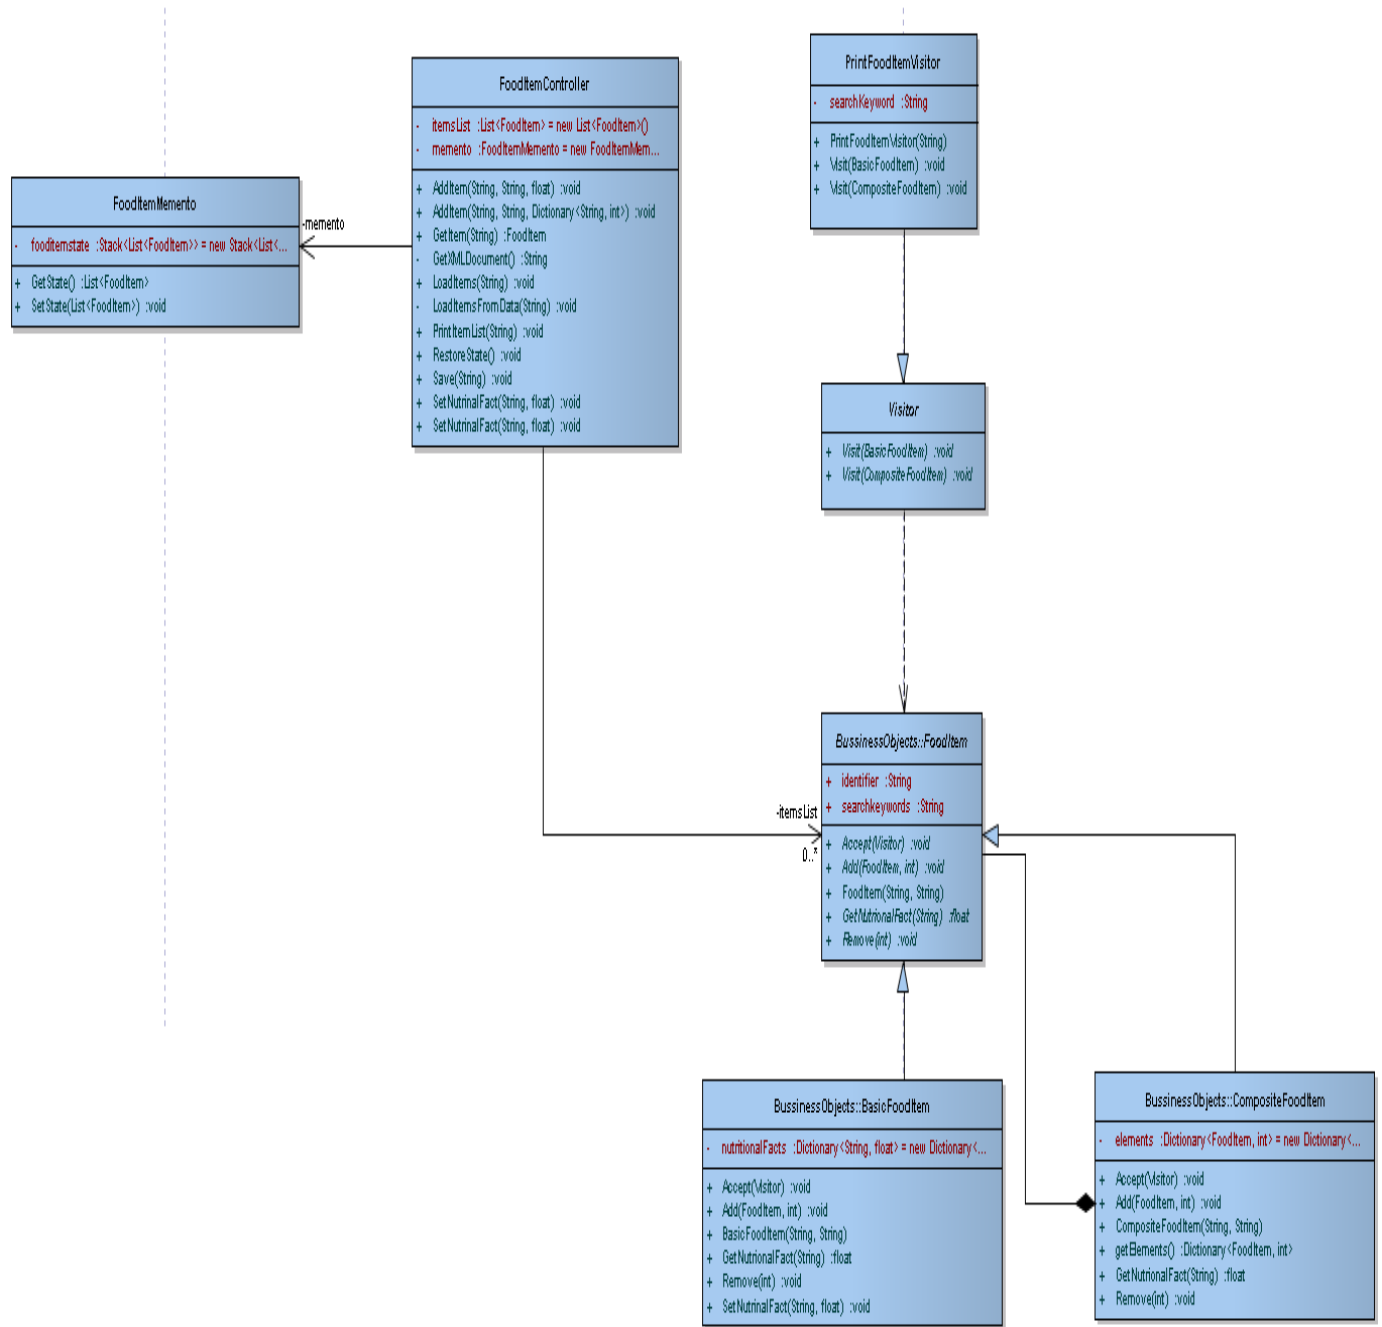 FoodItemController
- itemsList :List<FoodItem> = new List<FoodItem>()
- memento :FoodItemMemento = new FoodItemMem...
+ AddItem(String, String, float) :void
+ AddItem(String, String, Dictionary<String, int>) :void
+ GetItem(String) :FoodItem
- GetXMLDocument() :String
+ LoadItems(String) :void
- LoadItemsFromData(String) :void
+ PrintItemList(String) :void
+ RestoreState() :void
+ Save(String) :void
+ SetNutrinalFact(String, float) :void
+ SetNutrinalFact(String, float) :void
PrintFoodItemVisitor
- searchKeyword :String
+ PrintFoodItemVisitor(String)
+ Visit(BasicFoodItem) :void
+ Visit(CompositeFoodItem) :void
FoodItemMemento
- fooditemstate :Stack<List<FoodItem>> = new Stack<List<...
+ GetState() :List<FoodItem>
+ SetState(List<FoodItem>) :void
-memento
Visitor
+ Visit(BasicFoodItem) :void
+ Visit(CompositeFoodItem) :void
-itemsList
0..*
BussinessObjects::FoodItem
+ identifier :String
+ searchkeywords :String
+ Accept(Visitor) :void
+ Add(FoodItem, int) :void
+ FoodItem(String, String)
+ GetNutrionalFact(String) :float
+ Remove(int) :void
BussinessObjects::BasicFoodItem
- nutritionalFacts :Dictionary<String, float> = new Dictionary<...
+ Accept(Visitor) :void
+ Add(FoodItem, int) :void
+ BasicFoodItem(String, String)
+ GetNutrionalFact(String) :float
+ Remove(int) :void
+ SetNutrinalFact(String, float) :void
BussinessObjects::CompositeFoodItem
- elements :Dictionary<FoodItem, int> = new Dictionary<...
+ Accept(Visitor) :void
+ Add(FoodItem, int) :void
+ CompositeFoodItem(String, String)
+ getElements() :Dictionary<FoodItem, int>
+ GetNutrionalFact(String) :float
+ Remove(int) :void